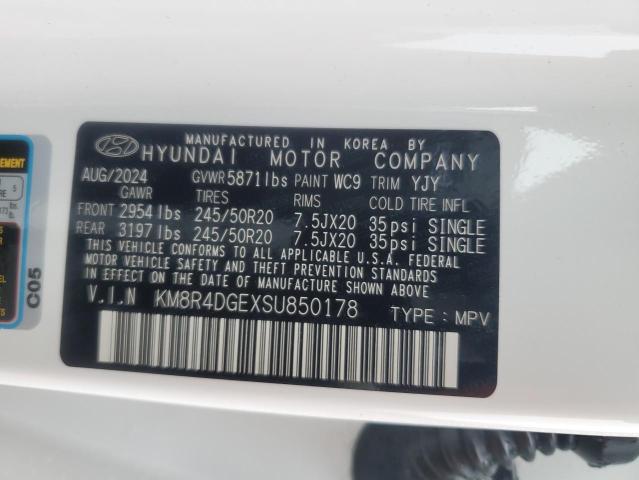 MANUFACTURED IN KOREA BY
HYUNDAI MOTOR COMPANY
AUG/2024 GVWR 5871lbs PAINT WC9 TRIM YJY
GAWR TIRES RIMS COLD TIRE INFL
FRONT 2954 lbs 245/50R20 7.5JX20 35psi SINGLE
REAR 3197 lbs 245/50R20 7.5JX20 35psi SINGLE
THIS VEHICLE CONFORMS TO ALL APPLICABLE U.S.A. FEDERAL
MOTOR VEHICLE SAFETY AND THEFT PREVENTION STANDARDS
IN EFFECT ON THE DATE OF MANUFACTURE SHOWN ABOVE.
V.I.N KM8R4DGEXSU850178 TYPE : MPV
C05
EMENT